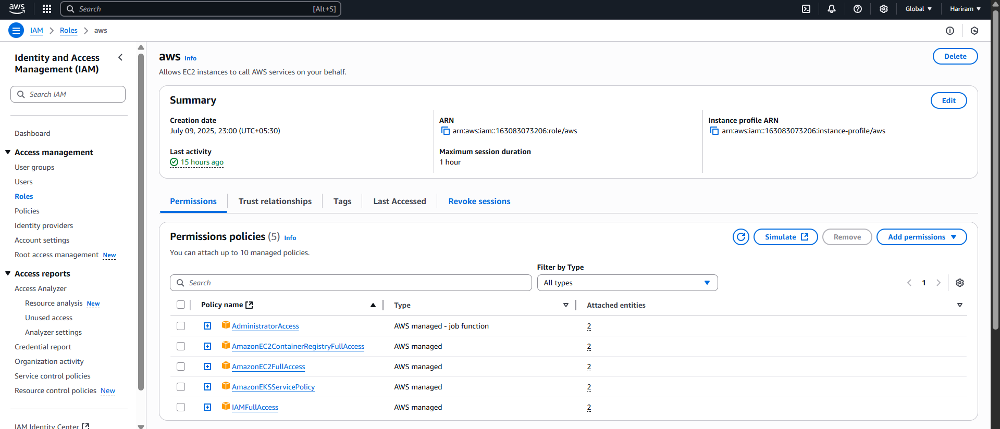 aws
Search [Alt+S]
Global
Hariram
IAM
Roles
aws
Identity and Access
Management (IAM)
Search IAM
Dashboard
Access management
User groups
Users
Roles
Policies
Identity providers
Account settings
Root access management New
Access reports
Access Analyzer
Resource analysis New
Unused access
Analyzer settings
Credential report
Organization activity
Service control policies
Resource control policies New
IAM Identity Center
aws Info
Delete
Allows EC2 instances to call AWS services on your behalf.
Summary
Edit
Creation date
July 09, 2025, 23:00 (UTC+05:30)
ARN
arn:aws:iam::163083073206:role/aws
Instance profile ARN
arn:aws:iam::163083073206:instance-profile/aws
Last activity
15 hours ago
Maximum session duration
1 hour
Permissions
Trust relationships
Tags
Last Accessed
Revoke sessions
Permissions policies (5) Info
Simulate
Remove
Add permissions
You can attach up to 10 managed policies.
Filter by Type
Search
All types
1
Policy name
Type
Attached entities
AdministratorAccess AWS managed - job function 2
AmazonEC2ContainerRegistryFullAccess AWS managed 2
AmazonEC2FullAccess AWS managed 2
AmazonEKSServicePolicy AWS managed 2
IAMFullAccess AWS managed 2